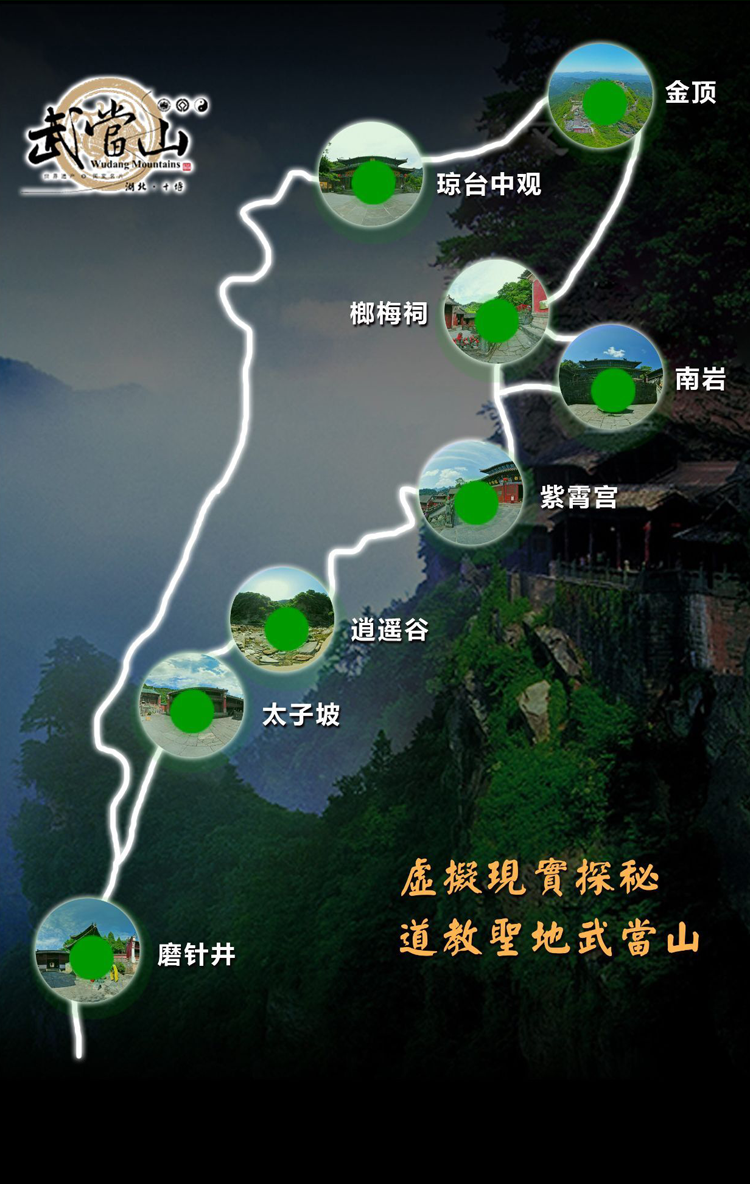 武當山
Wudang Mountains
湖北·十堰
金顶
琼台中观
榔梅祠
南岩
紫霄宫
逍遥谷
太子坡
磨针井
虛擬現實探秘
道教聖地武當山